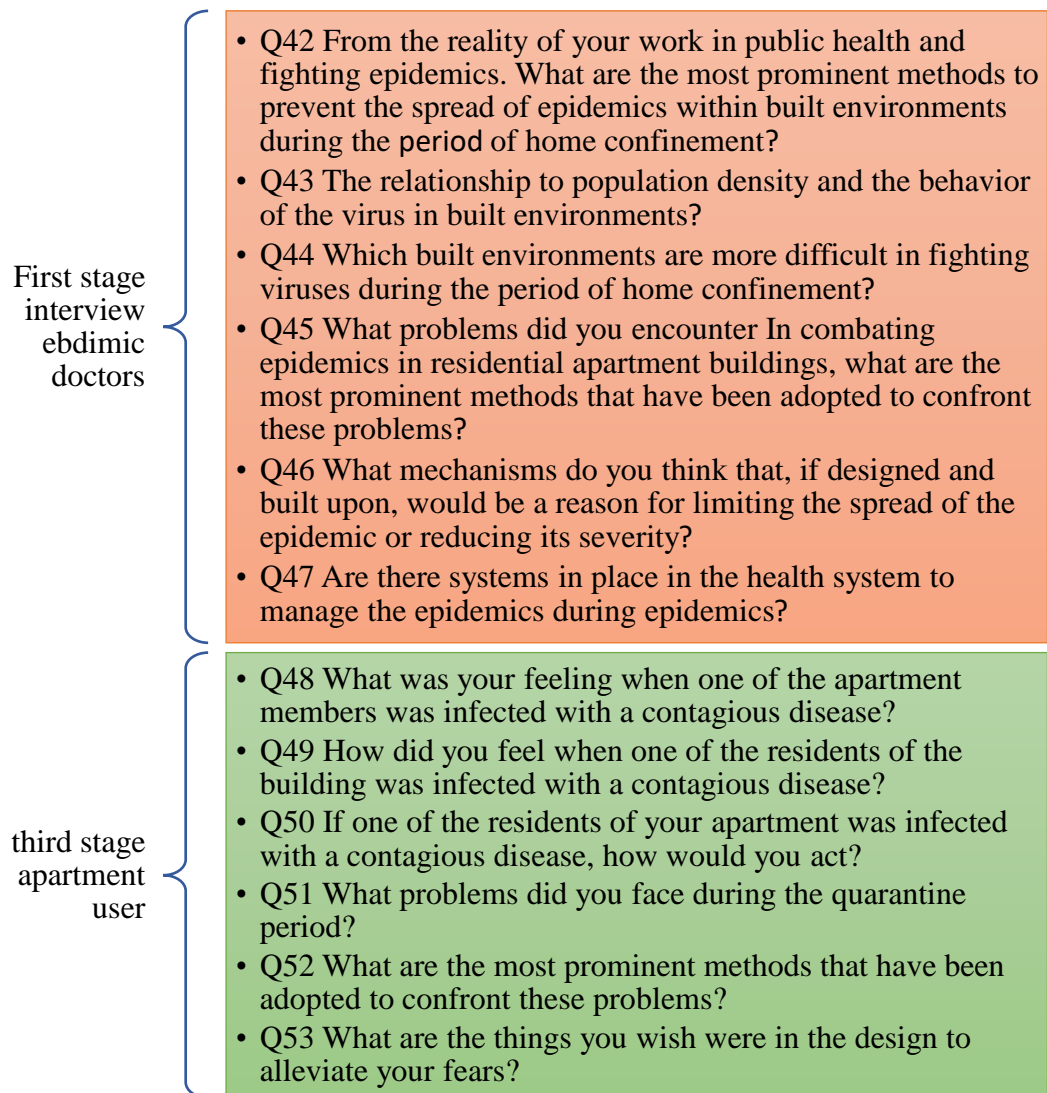 First stage
interview
ebdimic
doctors
• Q42 From the reality of your work in public health and
fighting epidemics. What are the most prominent methods to
prevent the spread of epidemics within built environments
during the period of home confinement?
• Q43 The relationship to population density and the behavior
of the virus in built environments?
• Q44 Which built environments are more difficult in fighting
viruses during the period of home confinement?
• Q45 What problems did you encounter In combating
epidemics in residential apartment buildings, what are the
most prominent methods that have been adopted to confront
these problems?
• Q46 What mechanisms do you think that, if designed and
built upon, would be a reason for limiting the spread of the
epidemic or reducing its severity?
• Q47 Are there systems in place in the health system to
manage the epidemics during epidemics?
third stage
apartment
user
• Q48 What was your feeling when one of the apartment
members was infected with a contagious disease?
• Q49 How did you feel when one of the residents of the
building was infected with a contagious disease?
• Q50 If one of the residents of your apartment was infected
with a contagious disease, how would you act?
• Q51 What problems did you face during the quarantine
period?
• Q52 What are the most prominent methods that have been
adopted to confront these problems?
• Q53 What are the things you wish were in the design to
alleviate your fears?